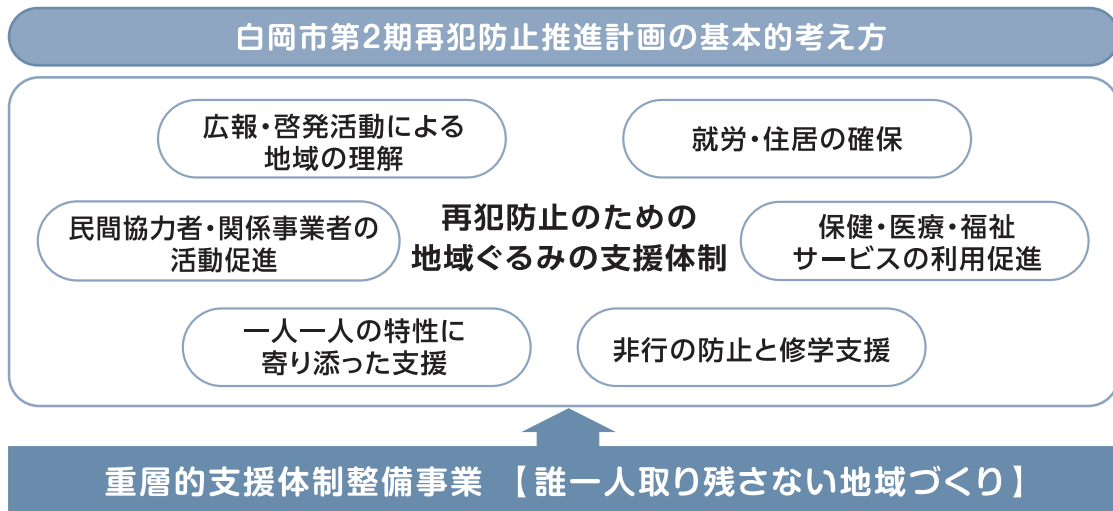 白岡市第2期再犯防止推進計画の基本的考え方
広報・啓発活動による
地域の理解
就労・住居の確保
民間協力者・関係事業者の
活動促進
再犯防止のための
地域ぐるみの支援体制
保健・医療・福祉
サービスの利用促進
一人一人の特性に
寄り添った支援
非行の防止と修学支援
重層的支援体制整備事業 【誰一人取り残さない地域づくり】